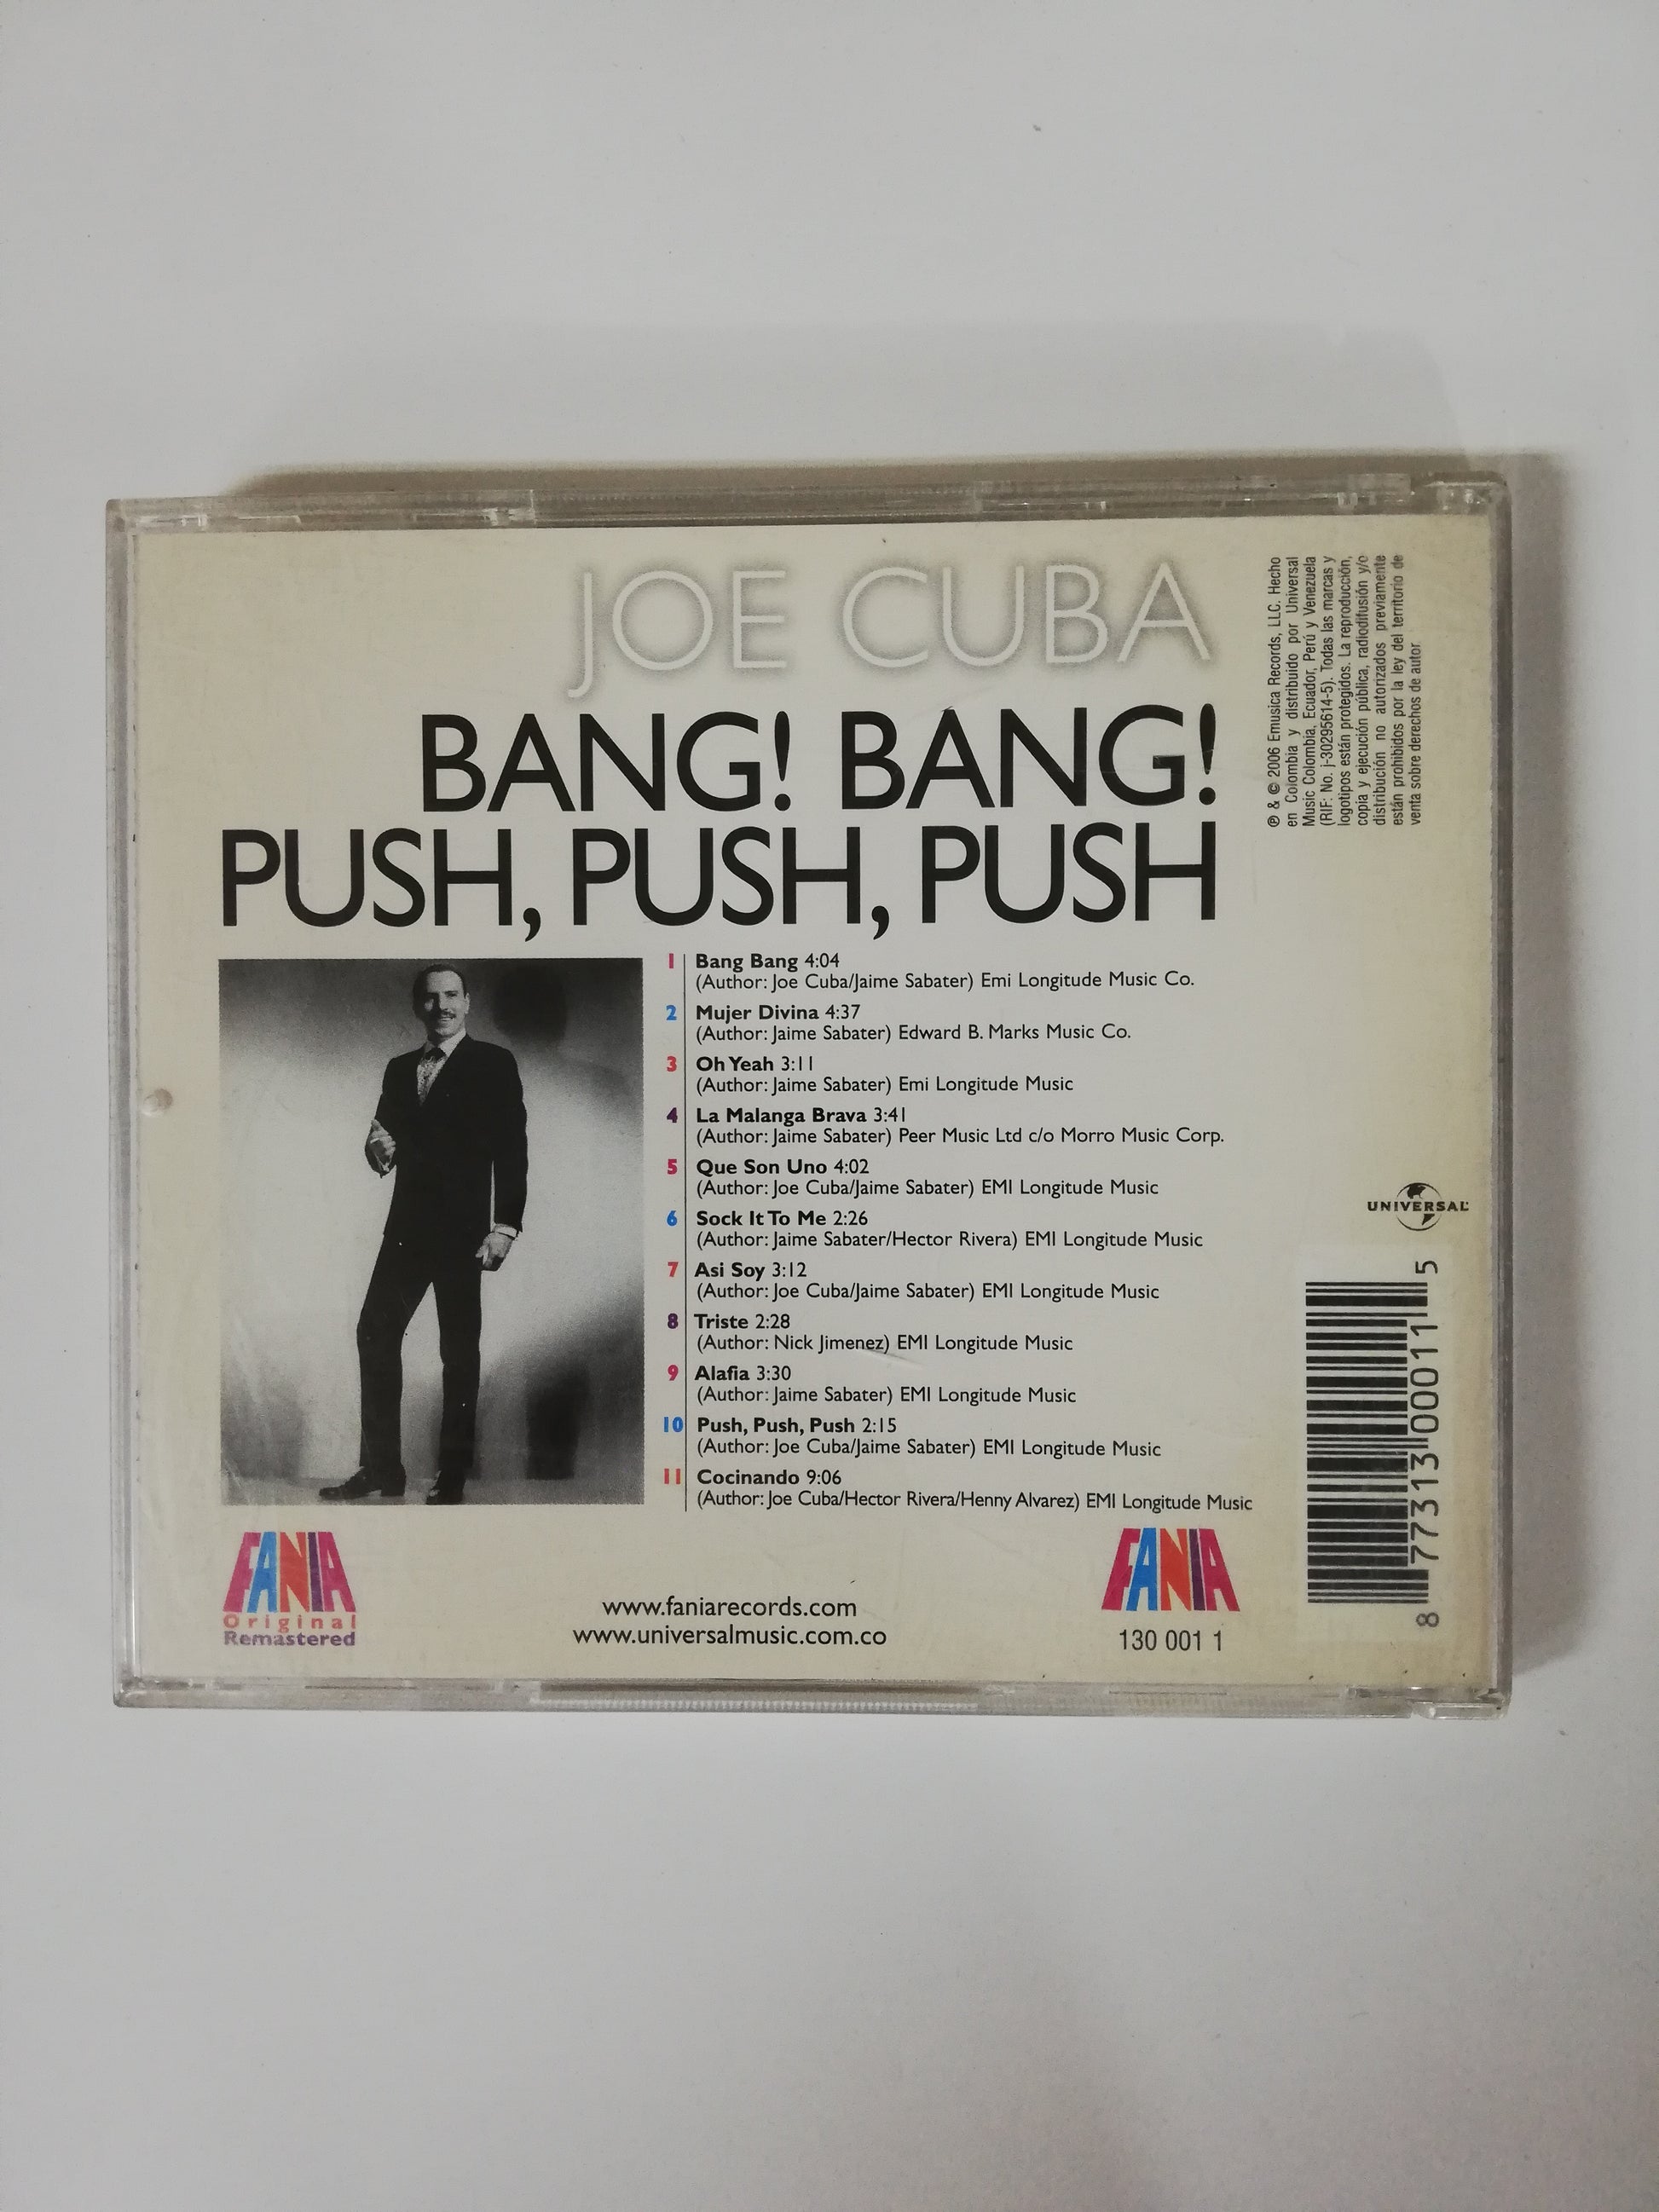 JOE CUBA
BANG! BANG!
PUSH, PUSH, PUSH
1 Bang Bang 4:04
(Author: Joe Cuba/Jaime Sabater) Emi Longitude Music Co.
2 Mujer Divina 4:37
(Author: Jaime Sabater) Edward B. Marks Music Co.
3 Oh Yeah 3:11
(Author: Jaime Sabater) Emi Longitude Music
4 La Malanga Brava 3:41
(Author: Jaime Sabater) Peer Music Ltd c/o Morro Music Corp.
5 Que Son Uno 4:02
(Author: Joe Cuba/Jaime Sabater) EMI Longitude Music
6 Sock It To Me 2:26
(Author: Jaime Sabater/Hector Rivera) EMI Longitude Music
7 Asi Soy 3:12
(Author: Joe Cuba/Jaime Sabater) EMI Longitude Music
8 Triste 2:28
(Author: Nick Jimenez) EMI Longitude Music
9 Alafia 3:30
(Author: Jaime Sabater) EMI Longitude Music
10 Push, Push, Push 2:15
(Author: Joe Cuba/Jaime Sabater) EMI Longitude Music
11 Cocinando 9:06
(Author: Joe Cuba/Hector Rivera/Henny Alvarez) EMI Longitude Music
FANIA
Original
Remastered
www.faniarecords.com
www.universalmusic.com.co
FANIA
130 001 1
℗ & © 2006 Emusica Records, LLC. Hecho
en Colombia y distribuido por Universal
Music Colombia, Ecuador, Perú y Venezuela
(RIF: No. j-30295614-5). Todas las marcas y
logotipos están protegidos. La reproducción,
copia y ejecución pública, radiodifusión y/o
distribución no autorizados previamente
están prohibidos por la ley del territorio de
venta sobre derechos de autor
UNIVERSAL
8 77313 00011 5